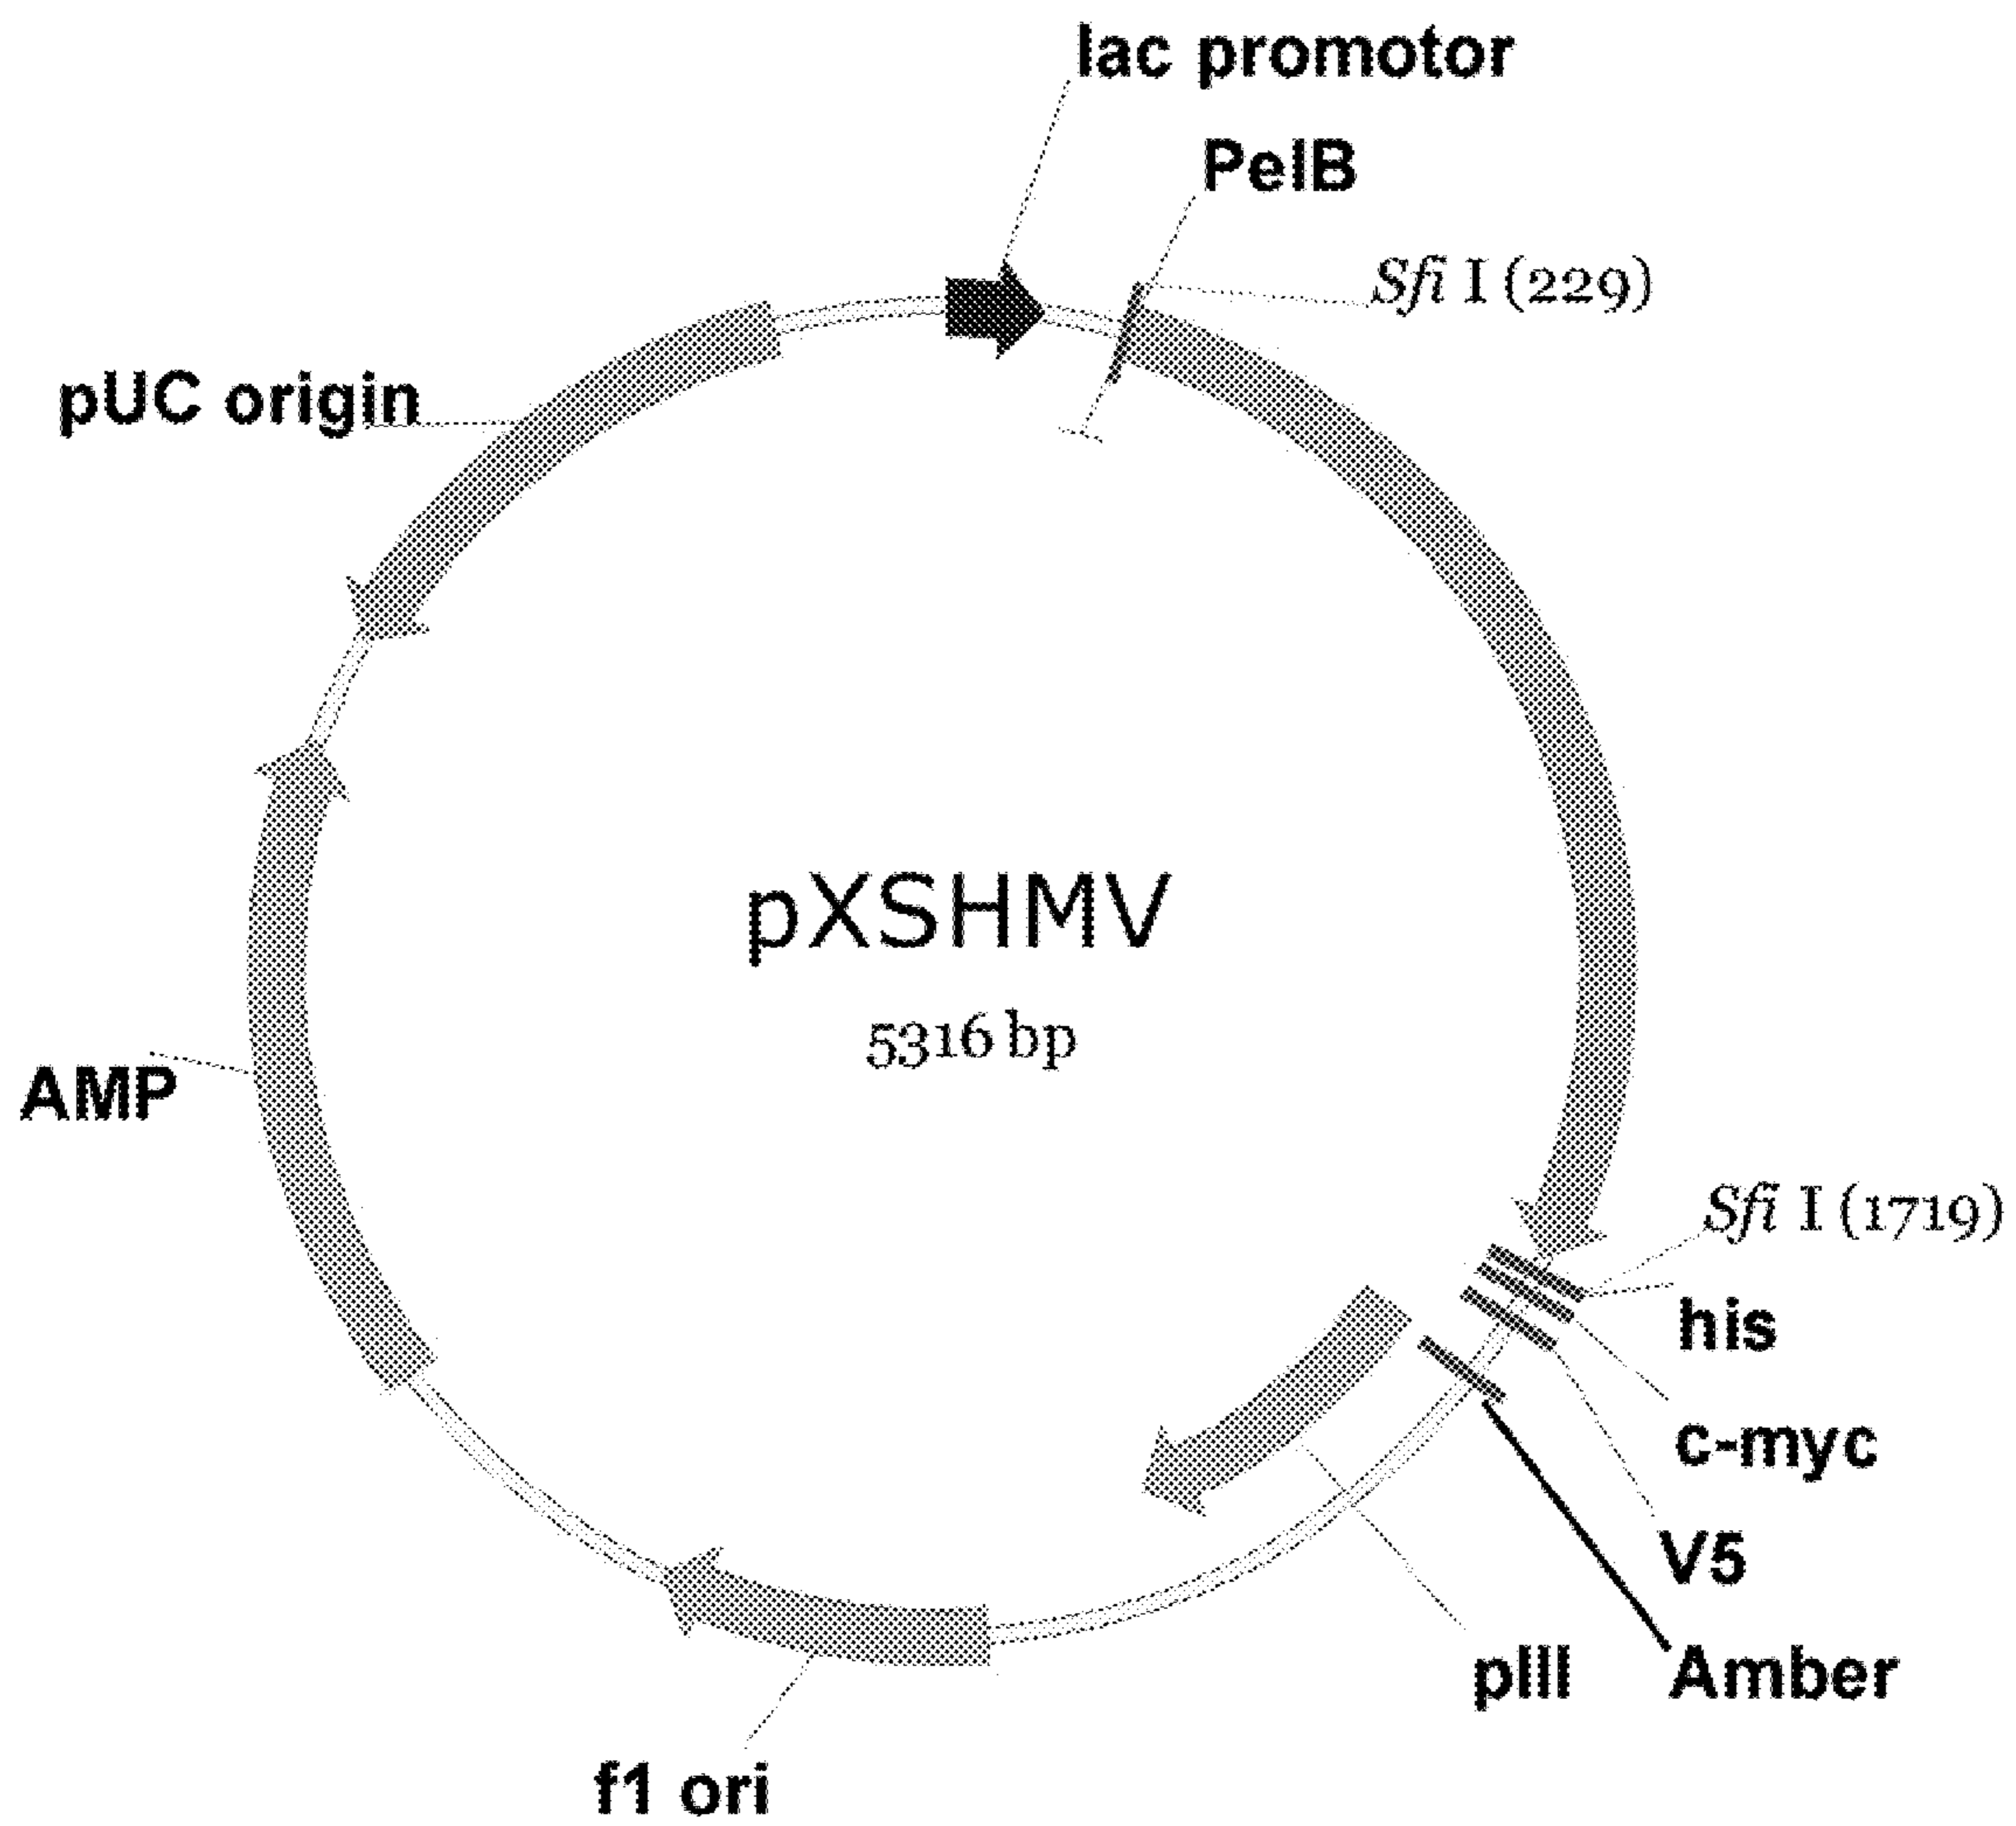 lac promotor
PelB
Sfi I (229)
pUC origin
pXSHMV
5316 bp
AMP
Sfi I (1719)
his
c-myc
V5
pIII
Amber
f1 ori